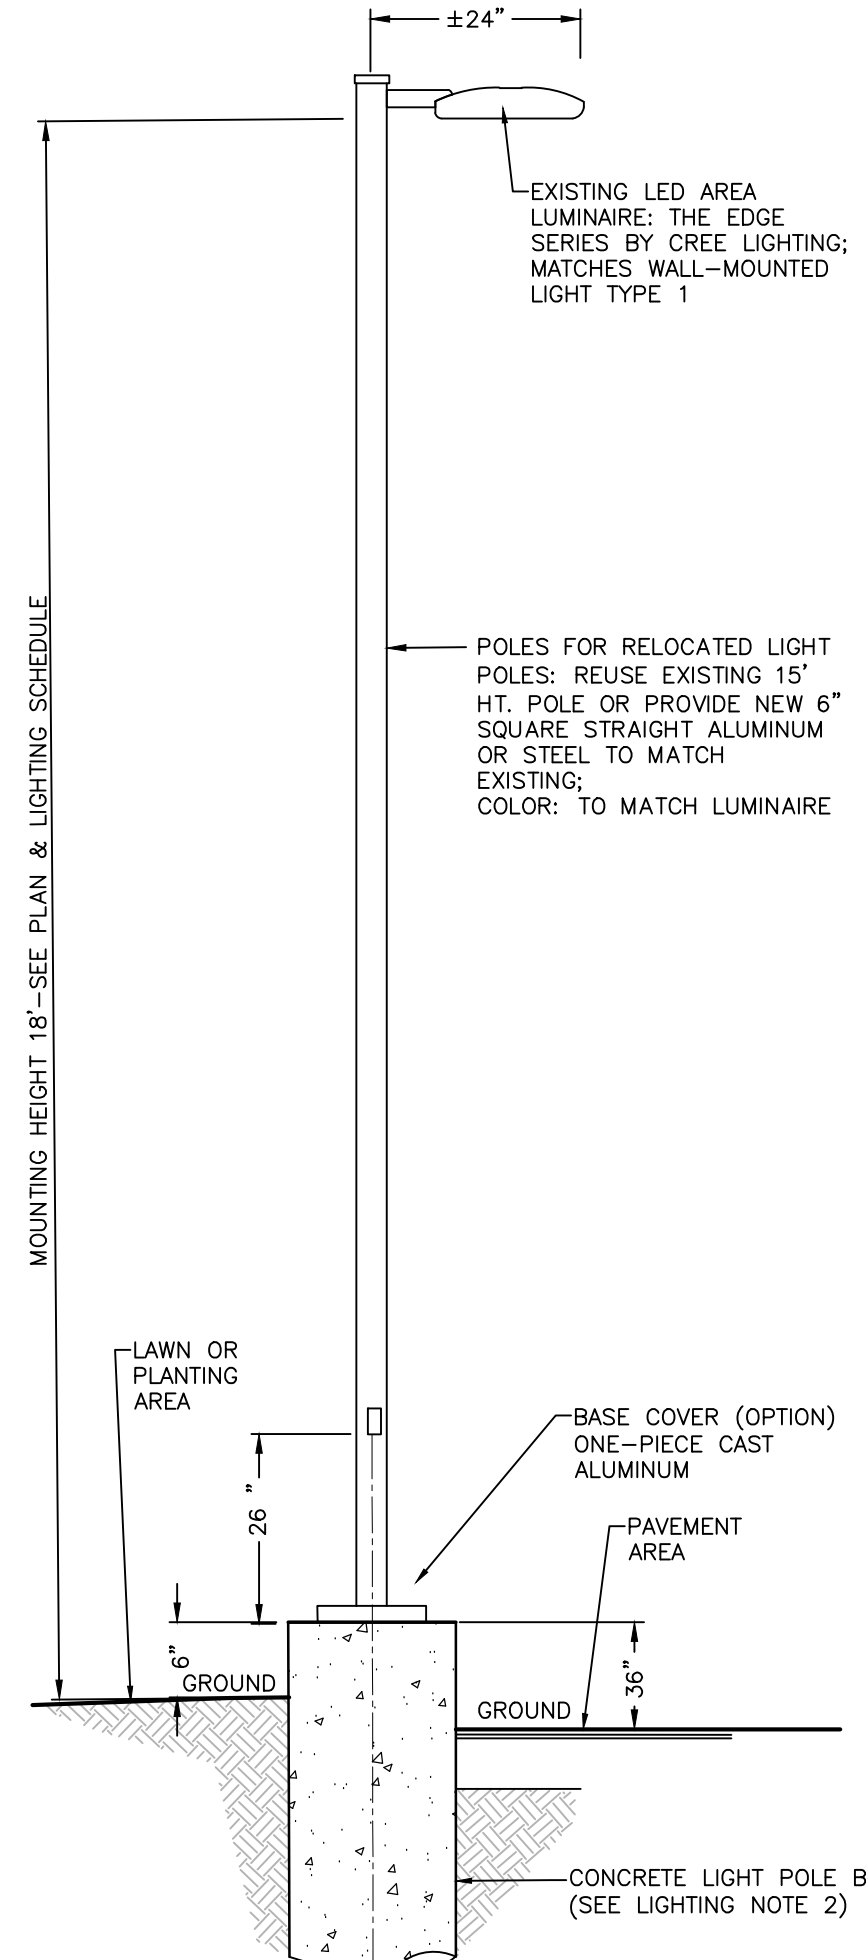 ±24"
EXISTING LED AREA
LUMINAIRE: THE EDGE
SERIES BY CREE LIGHTING;
MATCHES WALL-MOUNTED
LIGHT TYPE 1
MOUNTING HEIGHT 18'-SEE PLAN & LIGHTING SCHEDULE
POLES FOR RELOCATED LIGHT
POLES: REUSE EXISTING 15'
HT. POLE OR PROVIDE NEW 6"
SQUARE STRAIGHT ALUMINUM
OR STEEL TO MATCH
EXISTING;
COLOR: TO MATCH LUMINAIRE
LAWN OR
PLANTING
AREA
26 "
BASE COVER (OPTION)
ONE-PIECE CAST
ALUMINUM
PAVEMENT
AREA
6"
GROUND
36"
GROUND
CONCRETE LIGHT POLE B
(SEE LIGHTING NOTE 2)